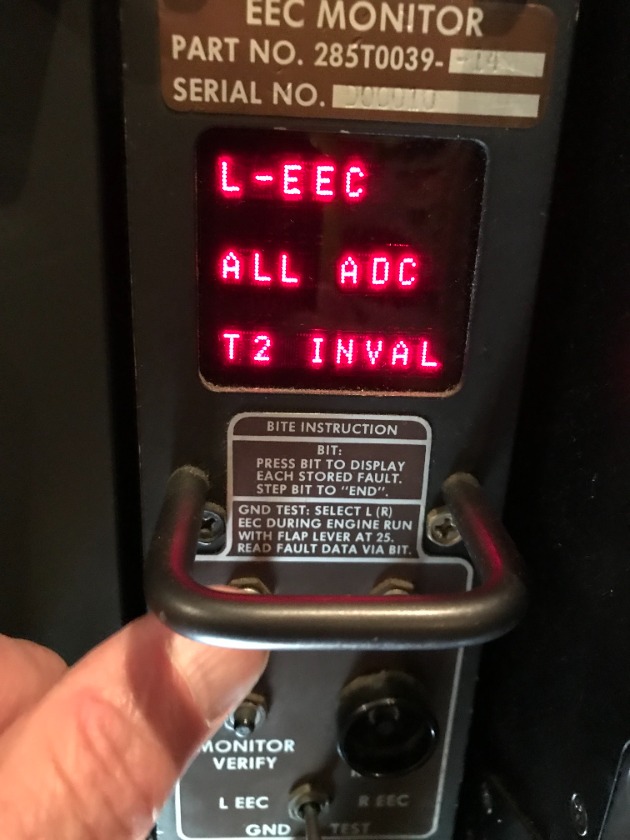 EEC MONITOR
PART NO. 285T0039- -14
SERIAL NO.
L-EEC
ALL ADC
T2 INVAL
BITE INSTRUCTION
BIT:
PRESS BIT TO DISPLAY
EACH STORED FAULT.
STEP BIT TO "END".
GND TEST: SELECT L (R)
EEC DURING ENGINE RUN
WITH FLAP LEVER AT 25.
READ FAULT DATA VIA BIT.
MONITOR
VERIFY
L EEC R EEC
GND TEST